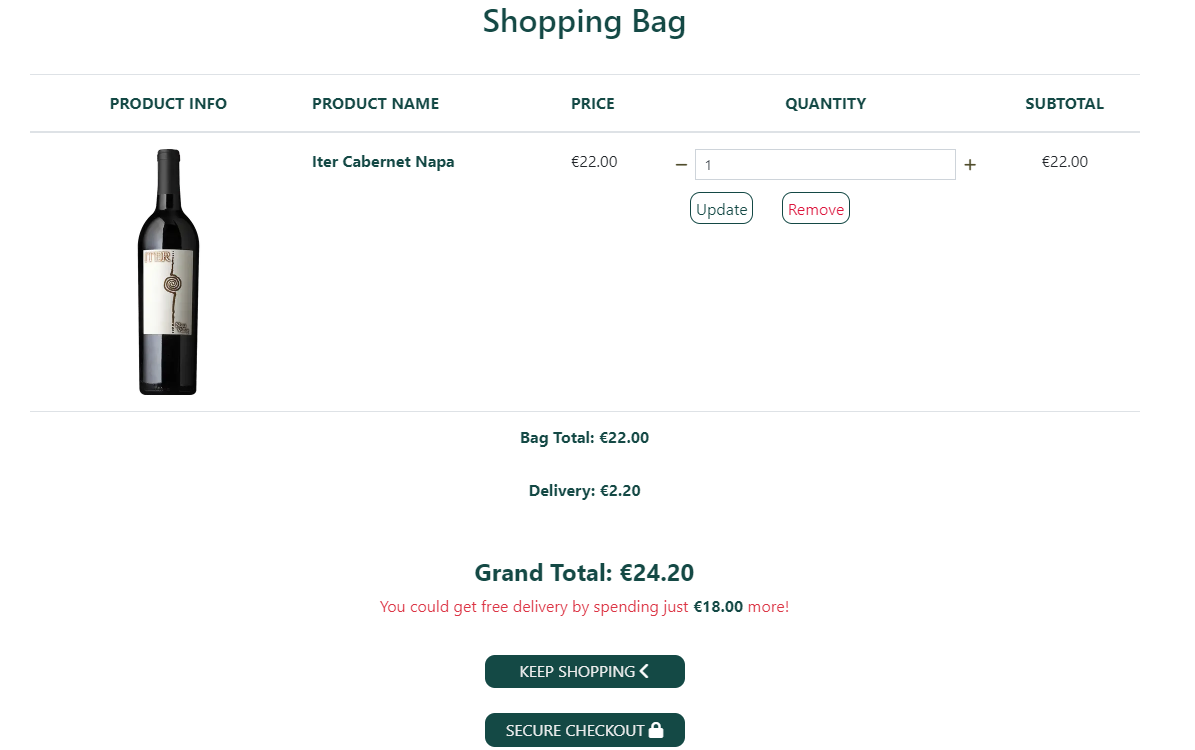 Shopping Bag
PRODUCT INFO PRODUCT NAME PRICE QUANTITY SUBTOTAL
Iter Cabernet Napa €22.00 − 1 + €22.00
Update Remove
ITER
Bag Total: €22.00
Delivery: €2.20
Grand Total: €24.20
You could get free delivery by spending just €18.00 more!
KEEP SHOPPING
SECURE CHECKOUT